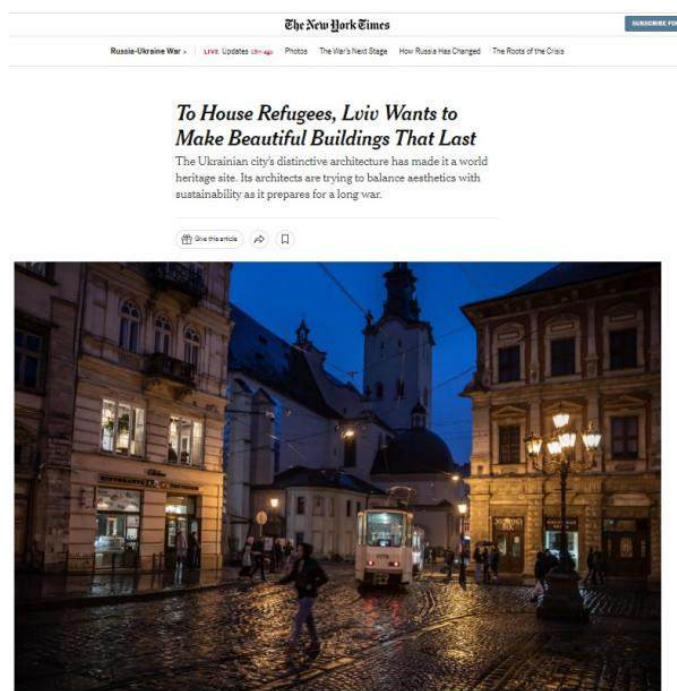 The New York Times
SUBSCRIBE FOR
Russia-Ukraine War
LIVE Updates
Photos
The War's Next Stage
How Russia Has Changed
The Roots of the Crisis
To House Refugees, Lviv Wants to
Make Beautiful Buildings That Last
The Ukrainian city's distinctive architecture has made it a world
heritage site. Its architects are trying to balance aesthetics with
sustainability as it prepares for a long war.
Give this article